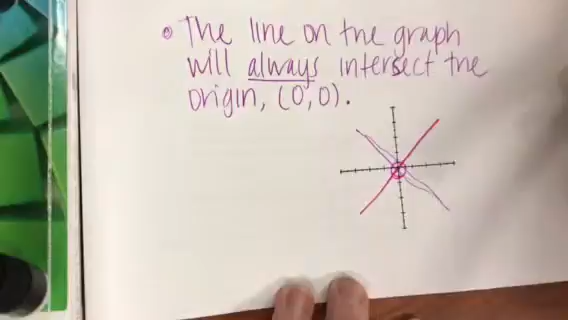 The line on the graph
will always intersect the
origin, (0,0).